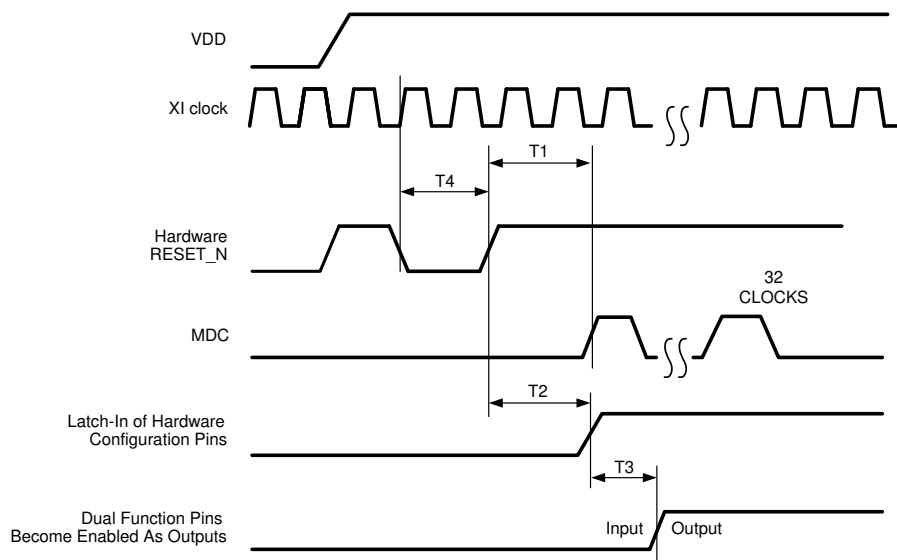 VDD
XI clock
T1
T4
Hardware
RESET_N
32
CLOCKS
MDC
T2
Latch-In of Hardware
Configuration Pins
T3
Dual Function Pins
Become Enabled As Outputs
Input
Output